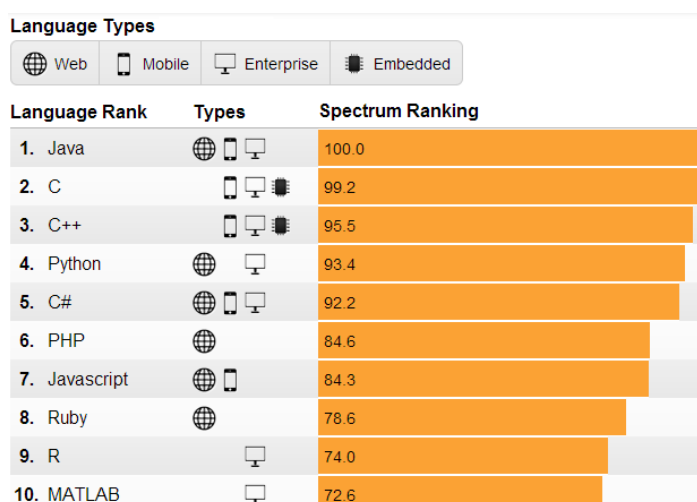 Language Types
Web Mobile Enterprise Embedded
Language Rank Types Spectrum Ranking
1. Java 100.0
2. C 99.2
3. C++ 95.5
4. Python 93.4
5. C# 92.2
6. PHP 84.6
7. Javascript 84.3
8. Ruby 78.6
9. R 74.0
10. MATLAB 72.6